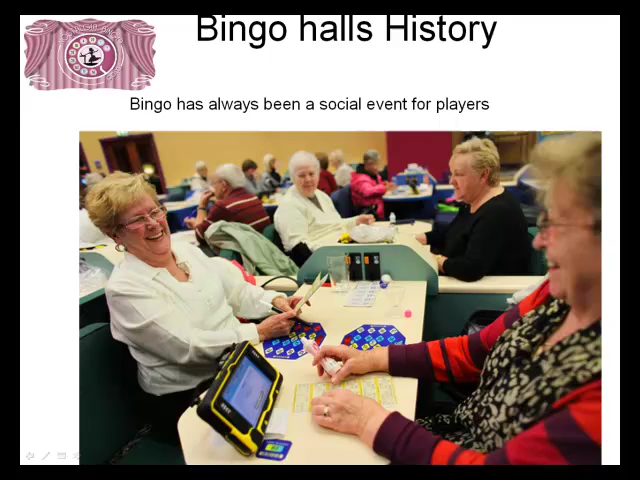 Bingo halls History
Bingo has always been a social event for players